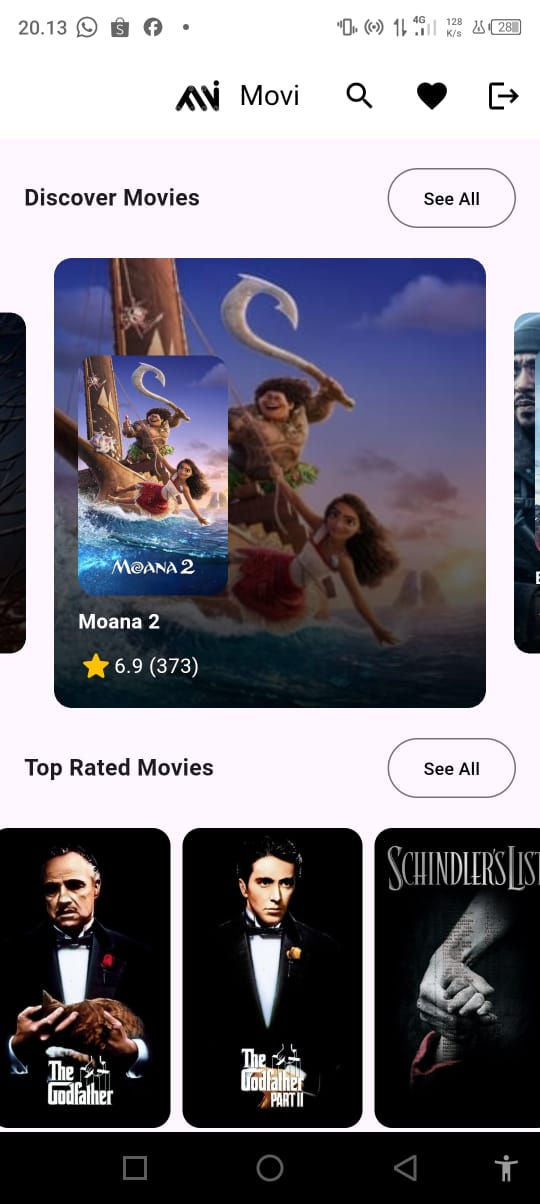 20.13
4G
128
K/s
28
Movi
Discover Movies
See All
MOANA 2
Moana 2
6.9 (373)
Top Rated Movies
See All
The
Godfather
The
Godfather
PART II
SCHINDLER'S LIST